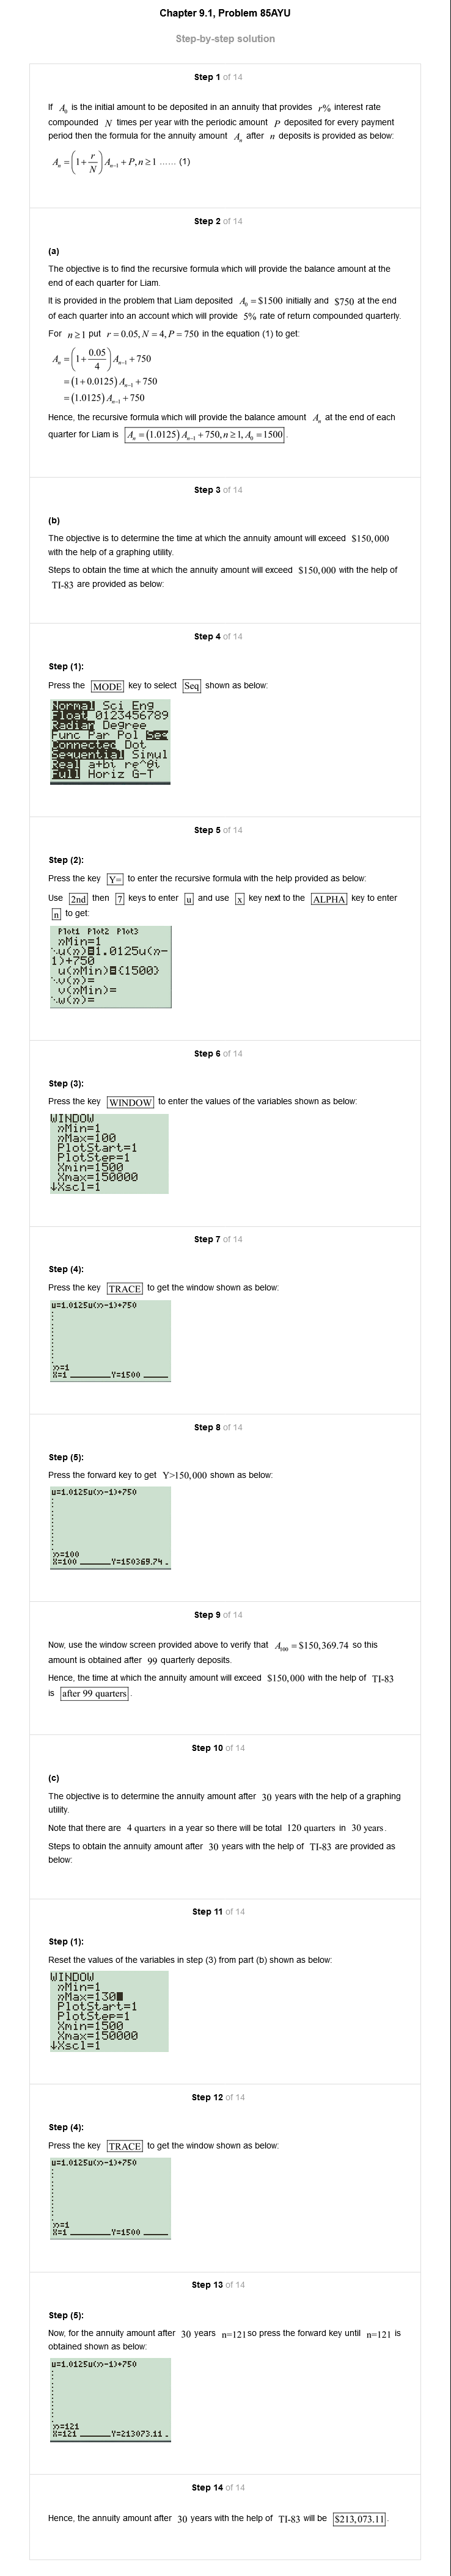 Chapter 9.1, Problem 85AYU
Step-by-step solution
Step 1 of 14
If A₀ is the initial amount to be deposited in an annuity that provides r% interest rate
compounded N times per year with the periodic amount P deposited for every payment
period then the formula for the annuity amount Aₙ after n deposits is provided as below:
Aₙ = (1 + r/N) Aₙ₋₁ + P, n ≥ 1 ...... (1)
Step 2 of 14
(a)
The objective is to find the recursive formula which will provide the balance amount at the
end of each quarter for Liam.
It is provided in the problem that Liam deposited A₀ = $1500 initially and $750 at the end
of each quarter into an account which will provide 5% rate of return compounded quarterly.
For n ≥ 1 put r = 0.05, N = 4, P = 750 in the equation (1) to get:
Aₙ = (1 + 0.05/4) Aₙ₋₁ + 750
= (1 + 0.0125) Aₙ₋₁ + 750
= (1.0125) Aₙ₋₁ + 750
Hence, the recursive formula which will provide the balance amount Aₙ at the end of each
quarter for Liam is Aₙ = (1.0125) Aₙ₋₁ + 750, n ≥ 1, A₀ = 1500.
Step 3 of 14
(b)
The objective is to determine the time at which the annuity amount will exceed $150,000
with the help of a graphing utility.
Steps to obtain the time at which the annuity amount will exceed $150,000 with the help of
TI-83 are provided as below:
Step 4 of 14
Step (1):
Press the MODE key to select Seq shown as below:
Normal Sci Eng
Float 0123456789
Radian Degree
Func Par Pol Seq
Connected Dot
Sequential Simul
Real a+bi re^θi
Full Horiz G-T
Step 5 of 14
Step (2):
Press the key Y= to enter the recursive formula with the help provided as below:
Use 2nd then 7 keys to enter u and use x key next to the ALPHA key to enter
n to get:
Plot1 Plot2 Plot3
nMin=1
u(n)=1.0125u(n-
1)+750
u(nMin)={1500}
v(n)=
v(nMin)=
w(n)=
Step 6 of 14
Step (3):
Press the key WINDOW to enter the values of the variables shown as below:
WINDOW
nMin=1
nMax=100
PlotStart=1
PlotStep=1
Xmin=1500
Xmax=150000
↓Xscl=1
Step 7 of 14
Step (4):
Press the key TRACE to get the window shown as below:
u=1.0125u(n-1)+750
n=1
X=1 Y=1500
Step 8 of 14
Step (5):
Press the forward key to get Y>150,000 shown as below:
u=1.0125u(n-1)+750
n=100
X=100 Y=150369.74
Step 9 of 14
Now, use the window screen provided above to verify that A₁₀₀ = $150,369.74 so this
amount is obtained after 99 quarterly deposits.
Hence, the time at which the annuity amount will exceed $150,000 with the help of TI-83
is after 99 quarters.
Step 10 of 14
(c)
The objective is to determine the annuity amount after 30 years with the help of a graphing
utility.
Note that there are 4 quarters in a year so there will be total 120 quarters in 30 years.
Steps to obtain the annuity amount after 30 years with the help of TI-83 are provided as
below:
Step 11 of 14
Step (1):
Reset the values of the variables in step (3) from part (b) shown as below:
WINDOW
nMin=1
nMax=130
PlotStart=1
PlotStep=1
Xmin=1500
Xmax=150000
↓Xscl=1
Step 12 of 14
Step (4):
Press the key TRACE to get the window shown as below:
u=1.0125u(n-1)+750
n=1
X=1 Y=1500
Step 13 of 14
Step (5):
Now, for the annuity amount after 30 years n=121 so press the forward key until n=121 is
obtained shown as below:
u=1.0125u(n-1)+750
n=121
X=121 Y=213073.11
Step 14 of 14
Hence, the annuity amount after 30 years with the help of TI-83 will be $213,073.11.